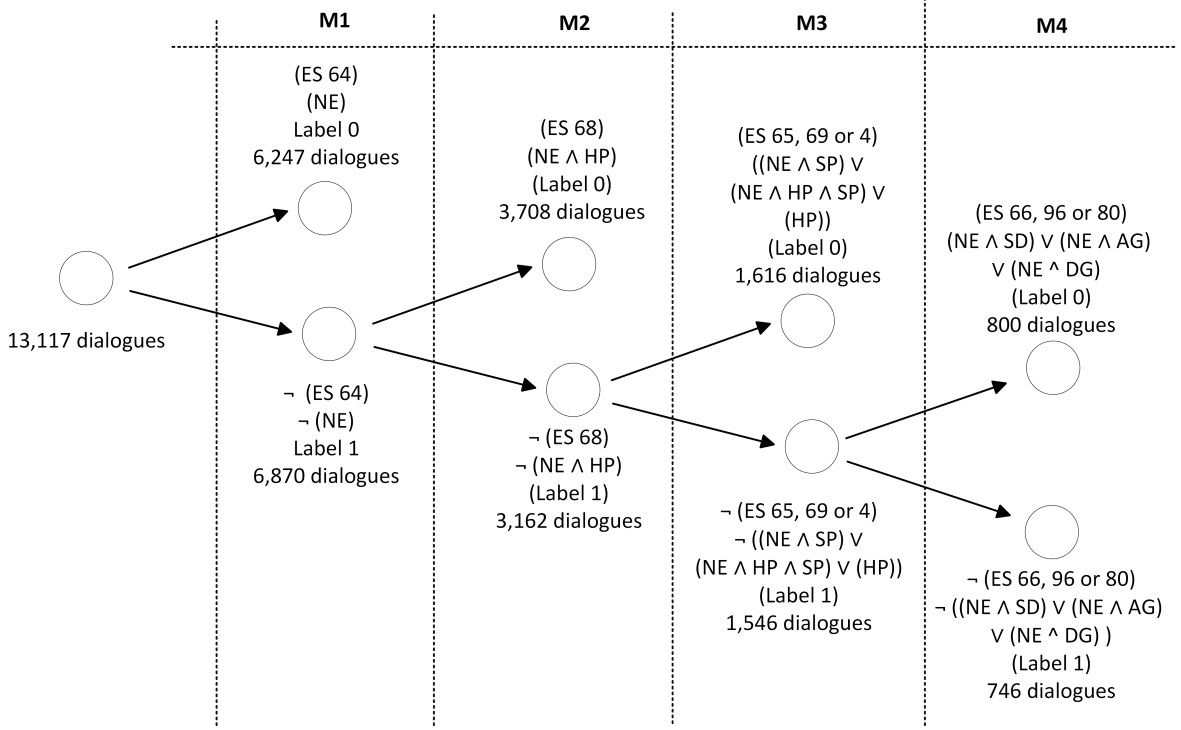 M1
M2
M3
M4
13,117 dialogues
(ES 64)
(NE)
Label 0
6,247 dialogues
¬ (ES 64)
¬ (NE)
Label 1
6,870 dialogues
(ES 68)
(NE ∧ HP)
(Label 0)
3,708 dialogues
¬ (ES 68)
¬ (NE ∧ HP)
(Label 1)
3,162 dialogues
(ES 65, 69 or 4)
((NE ∧ SP) ∨
(NE ∧ HP ∧ SP) ∨
(HP))
(Label 0)
1,616 dialogues
¬ (ES 65, 69 or 4)
¬ ((NE ∧ SP) ∨
(NE ∧ HP ∧ SP) ∨ (HP))
(Label 1)
1,546 dialogues
(ES 66, 96 or 80)
(NE ∧ SD) ∨ (NE ∧ AG)
∨ (NE ^ DG)
(Label 0)
800 dialogues
¬ (ES 66, 96 or 80)
¬ ((NE ∧ SD) ∨ (NE ∧ AG)
∨ (NE ^ DG) )
(Label 1)
746 dialogues